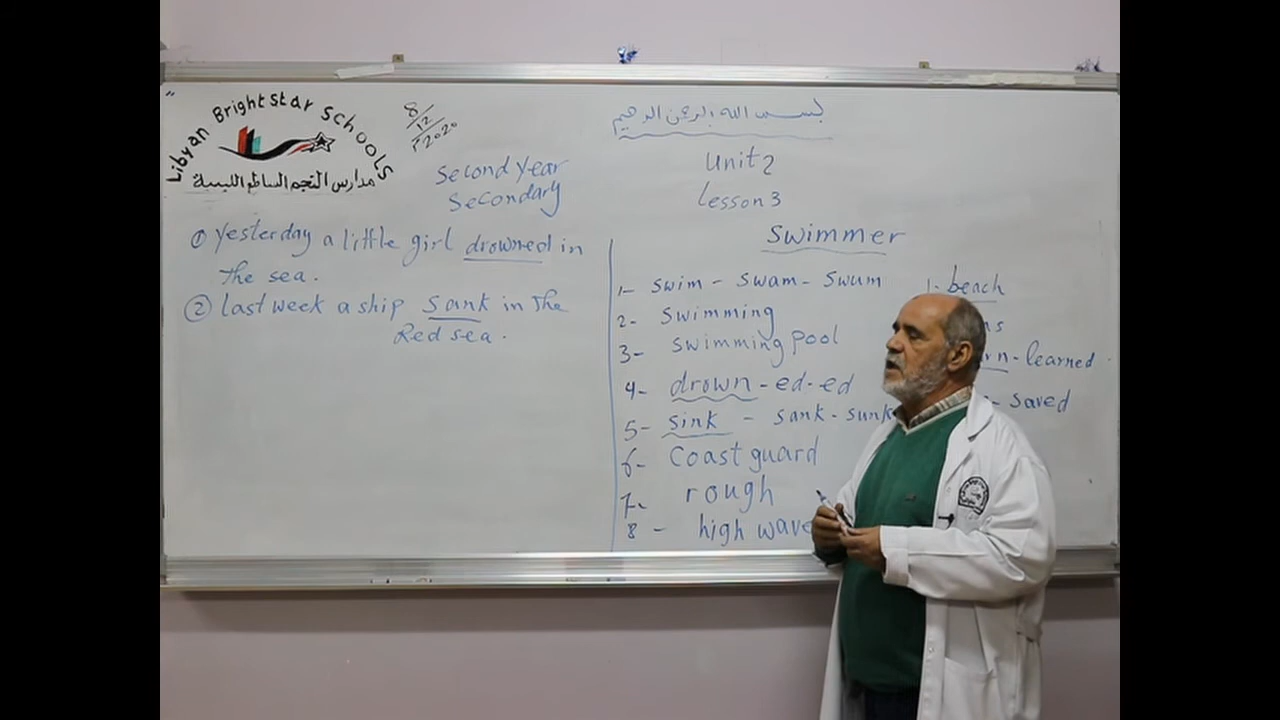 Libyan Bright Star Schools
مدارس النجم الساطع الليبية
8/12/2020 م
Second Year
Secondary
بسم الله الرحمن الرحيم
Unit 2
Lesson 3
① Yesterday a little girl drowned in
the sea.
② Last week a ship sank in the
Red sea.
Swimmer
1- swim - swam - swum
2- swimming
3- swimming pool
4- drown - ed - ed
5- sink - sank - sunk
6- coast guard
7- rough
8- high wave
1- beach
- learned
- saved